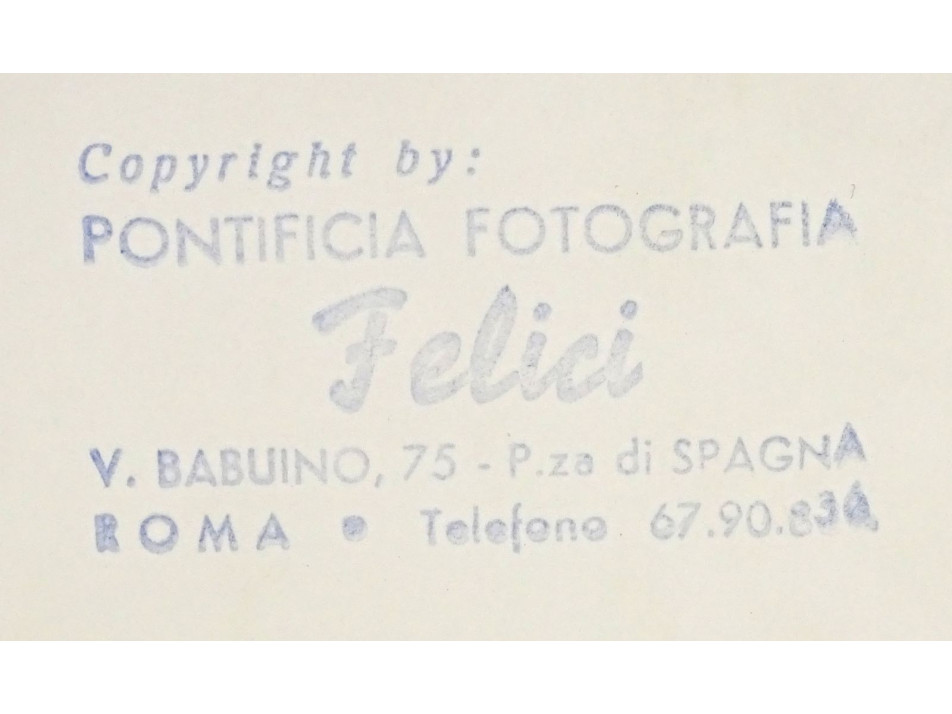 Copyright by:
PONTIFICIA FOTOGRAFIA
Felici
V. BABUINO, 75 - P.za di SPAGNA
ROMA • Telefono 67.90.836